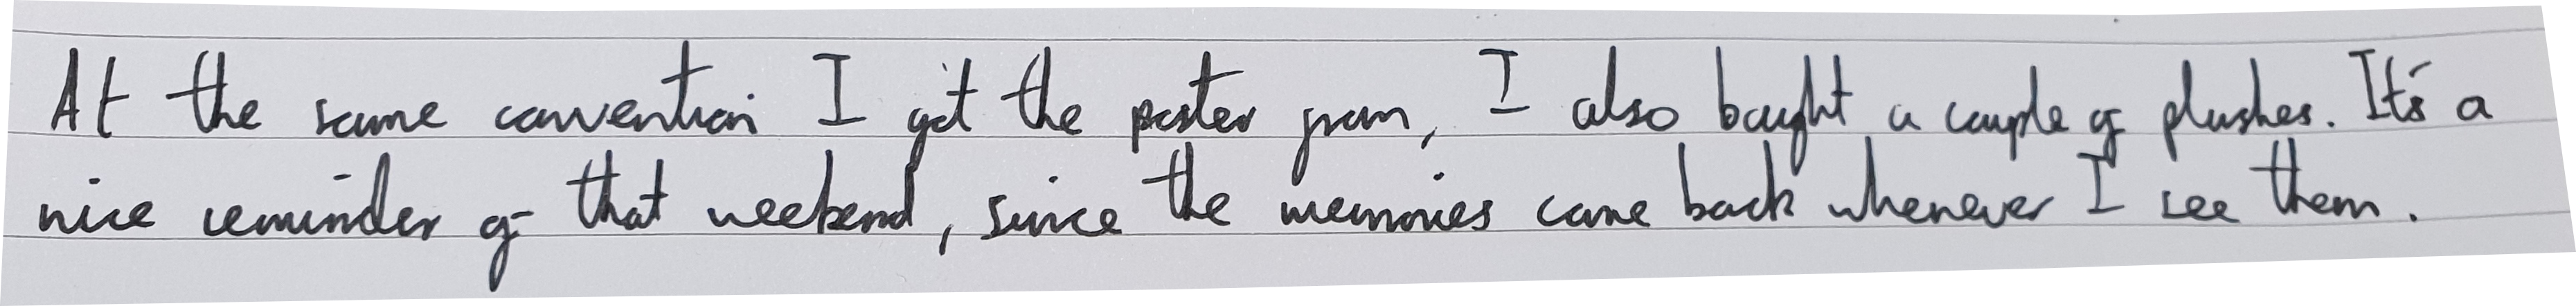 At the same convention I got the poster from, I also bought a couple of plushes. It's a
nice reminder of that weekend, since the memories come back whenever I see them.